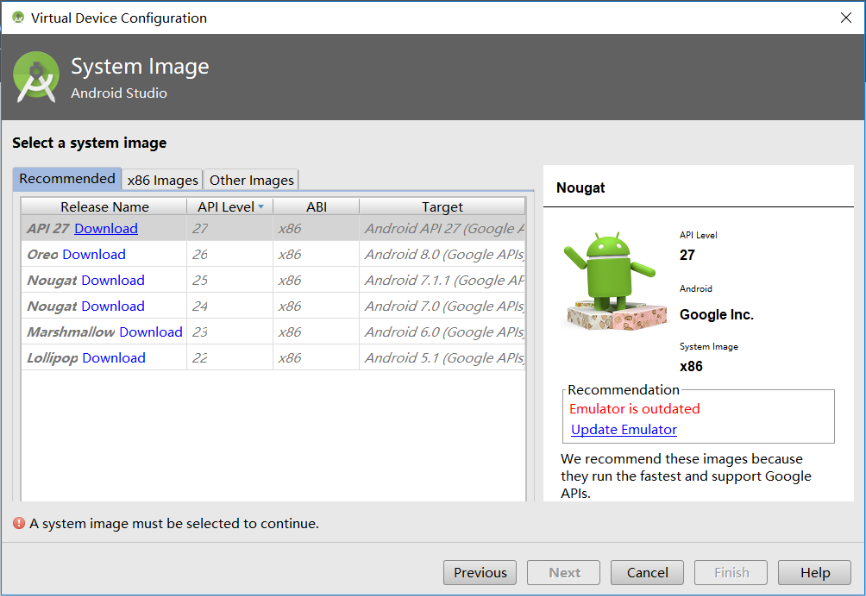 Virtual Device Configuration
System Image
Android Studio
Select a system image
Recommended x86 Images Other Images
Release Name API Level ABI Target
API 27 Download 27 x86 Android API 27 (Google A
Oreo Download 26 x86 Android 8.0 (Google APIs
Nougat Download 25 x86 Android 7.1.1 (Google AP
Nougat Download 24 x86 Android 7.0 (Google APIs
Marshmallow Download 23 x86 Android 6.0 (Google APIs
Lollipop Download 22 x86 Android 5.1 (Google APIs
Nougat
API Level
27
Android
Google Inc.
System Image
x86
Recommendation
Emulator is outdated
Update Emulator
We recommend these images because
they run the fastest and support Google
APIs.
A system image must be selected to continue.
Previous Next Cancel Finish Help